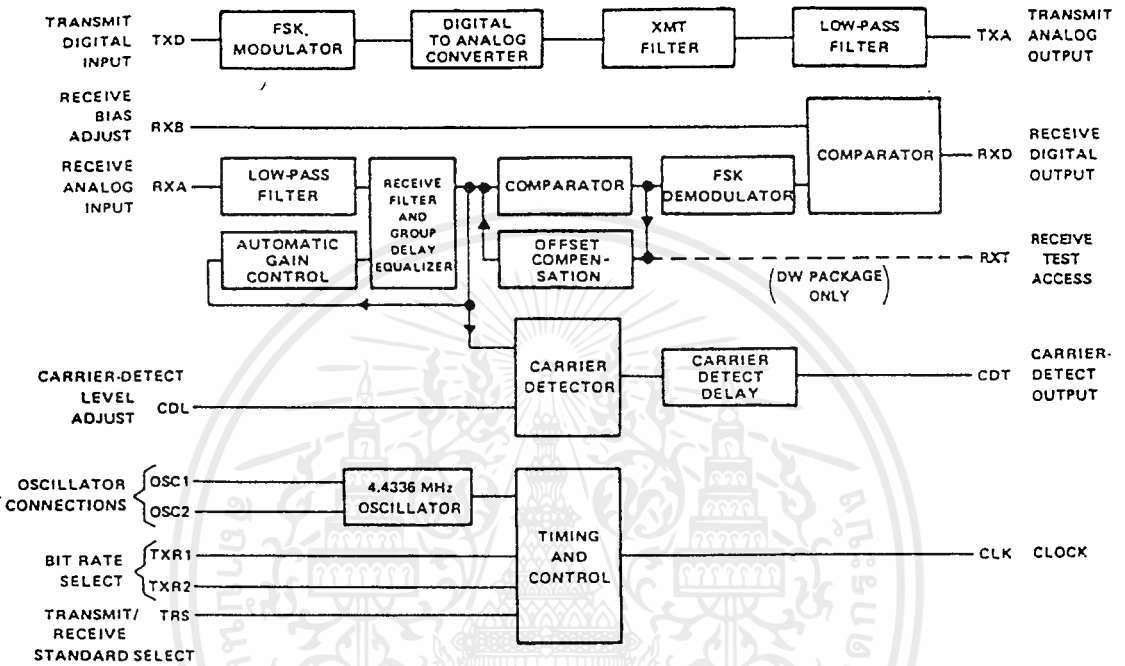 TRANSMIT
DIGITAL
INPUT
TXD
FSK
MODULATOR
DIGITAL
TO ANALOG
CONVERTER
XMT
FILTER
LOW-PASS
FILTER
TXA
TRANSMIT
ANALOG
OUTPUT
RECEIVE
BIAS
ADJUST
RXB
COMPARATOR
RXD
RECEIVE
DIGITAL
OUTPUT
RECEIVE
ANALOG
INPUT
RXA
LOW-PASS
FILTER
RECEIVE
FILTER
AND
GROUP
DELAY
EQUALIZER
COMPARATOR
FSK
DEMODULATOR
AUTOMATIC
GAIN
CONTROL
OFFSET
COMPEN-
SATION
RXT
RECEIVE
TEST
ACCESS
(DW PACKAGE
ONLY)
CARRIER-DETECT
LEVEL
ADJUST
CDL
CARRIER
DETECTOR
CARRIER
DETECT
DELAY
CDT
CARRIER-
DETECT
OUTPUT
OSCILLATOR
CONNECTIONS
OSC1
OSC2
4.4336 MHz
OSCILLATOR
BIT RATE
SELECT
TXR1
TXR2
TRANSMIT/
RECEIVE
STANDARD SELECT
TRS
TIMING
AND
CONTROL
CLK
CLOCK